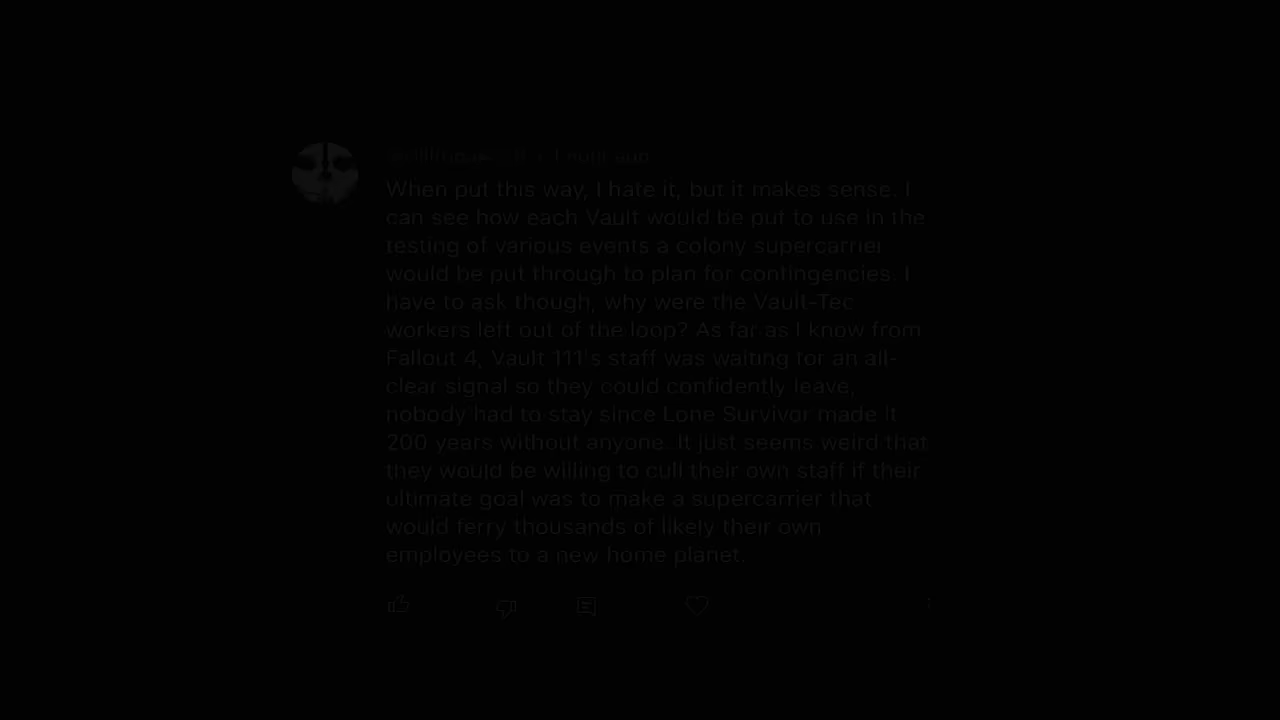 1 hour ago
When put this way, I hate it, but it makes sense. I
can see how each Vault would be put to use in the
testing of various events a colony supercarrier
would be put through to plan for contingencies. I
have to ask though, why were the Vault-Tec
workers left out of the loop? As far as I know from
Fallout 4, Vault 111's staff was waiting for an all-
clear signal so they could confidently leave,
nobody had to stay since Lone Survivor made it
200 years without anyone. It just seems weird that
they would be willing to cull their own staff if their
ultimate goal was to make a supercarrier that
would ferry thousands of likely their own
employees to a new home planet.